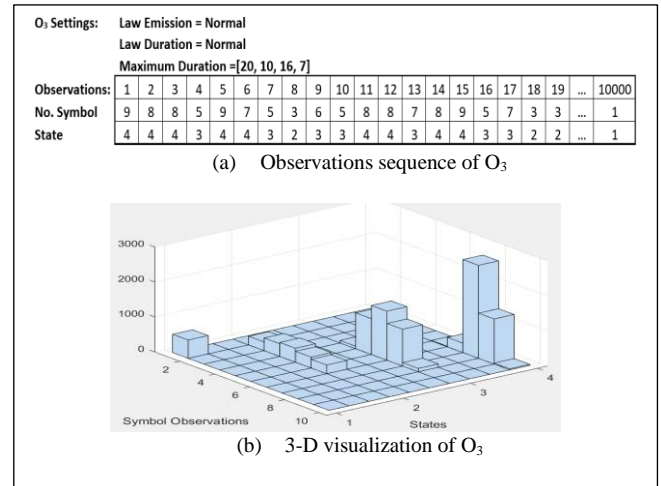 O₃ Settings: Law Emission = Normal
Law Duration = Normal
Maximum Duration =[20, 10, 16, 7]
Observations: 1 2 3 4 5 6 7 8 9 10 11 12 13 14 15 16 17 18 19 ... 10000
No. Symbol 9 8 8 5 9 7 5 3 6 5 8 8 7 8 9 5 7 3 3 ... 1
State 4 4 4 3 4 4 3 2 3 3 4 4 3 4 4 3 3 2 2 ... 1
(a) Observations sequence of O₃
3000
2000
1000
0
2
4
6
8
10
Symbol Observations
1
2
3
4
States
(b) 3-D visualization of O₃